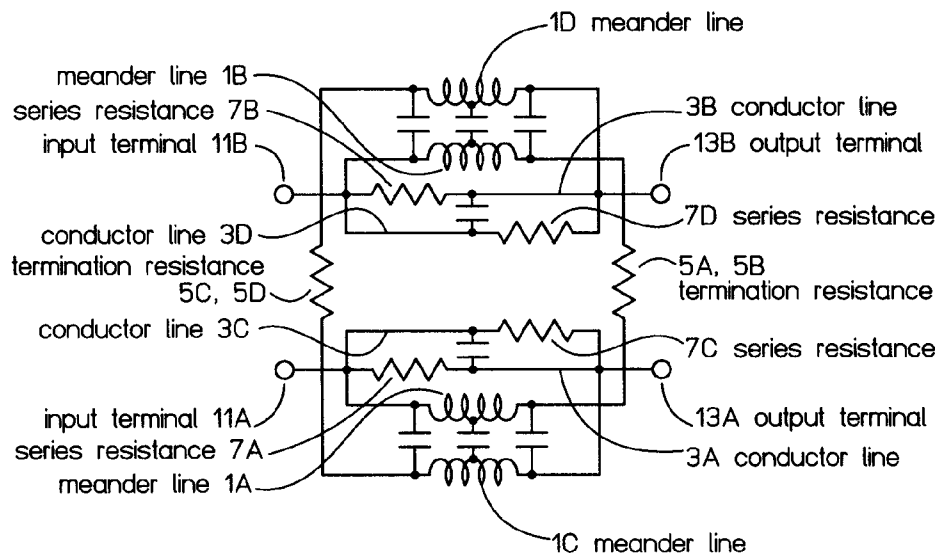 1D meander line
meander line 1B
series resistance 7B
3B conductor line
input terminal 11B
13B output terminal
7D series resistance
conductor line 3D
termination resistance
5C, 5D
5A, 5B
termination resistance
conductor line 3C
7C series resistance
input terminal 11A
13A output terminal
series resistance 7A
3A conductor line
meander line 1A
1C meander line